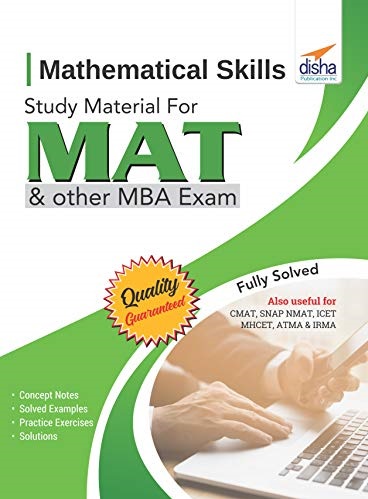 Mathematical Skills
disha
Publication Inc
Study Material For
MAT
& other MBA Exam
Quality
Guaranteed
Fully Solved
Also useful for
CMAT, SNAP NMAT, ICET
MHCET, ATMA & IRMA
• Concept Notes
• Solved Examples
• Practice Exercises
• Solutions